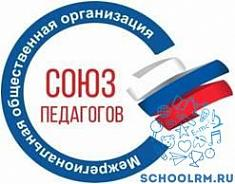 Межрегиональная общественная организация
СОЮЗ
ПЕДАГОГОВ
SCHOOLRM.RU